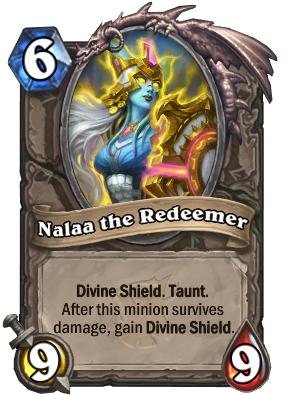 6
Nalaa the Redeemer
Divine Shield. Taunt.
After this minion survives
damage, gain Divine Shield.
9
9